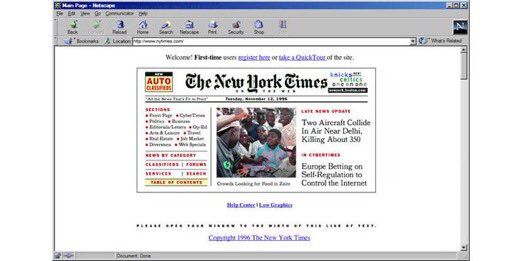 Main Page - Netscape
File Edit View Go Communicator Help
Back Forward Reload Home Search Netscape Print Security Shop
Bookmarks Location: http://www.nytimes.com/ What's Related
Welcome! First-time users register here or take a QuickTour of the site.
NEW
AUTO
CLASSIFIEDS
The New York Times
ON THE WEB
knicks
celtics
one on one
"All the News That's Fit to Print"
Tuesday, November 12, 1996
SECTIONS
Front Page CyberTimes
Politics Business
Editorials/Letters Op-Ed
Arts & Leisure Travel
Real Estate Job Market
Diversions Web Specials
NEWS BY CATEGORY
CLASSIFIEDS FORUMS
SERVICES SEARCH
TABLE OF CONTENTS
Crowds Looking for Food in Zaire
LATE NEWS UPDATE
Two Aircraft Collide
In Air Near Delhi,
Killing About 350
IN CYBERTIMES
Europe Betting on
Self-Regulation to
Control the Internet
Help Center | Low Graphics
PLEASE OPEN YOUR WINDOW TO THE WIDTH OF THIS LINE OF TEXT.
Copyright 1996 The New York Times
Document: Done